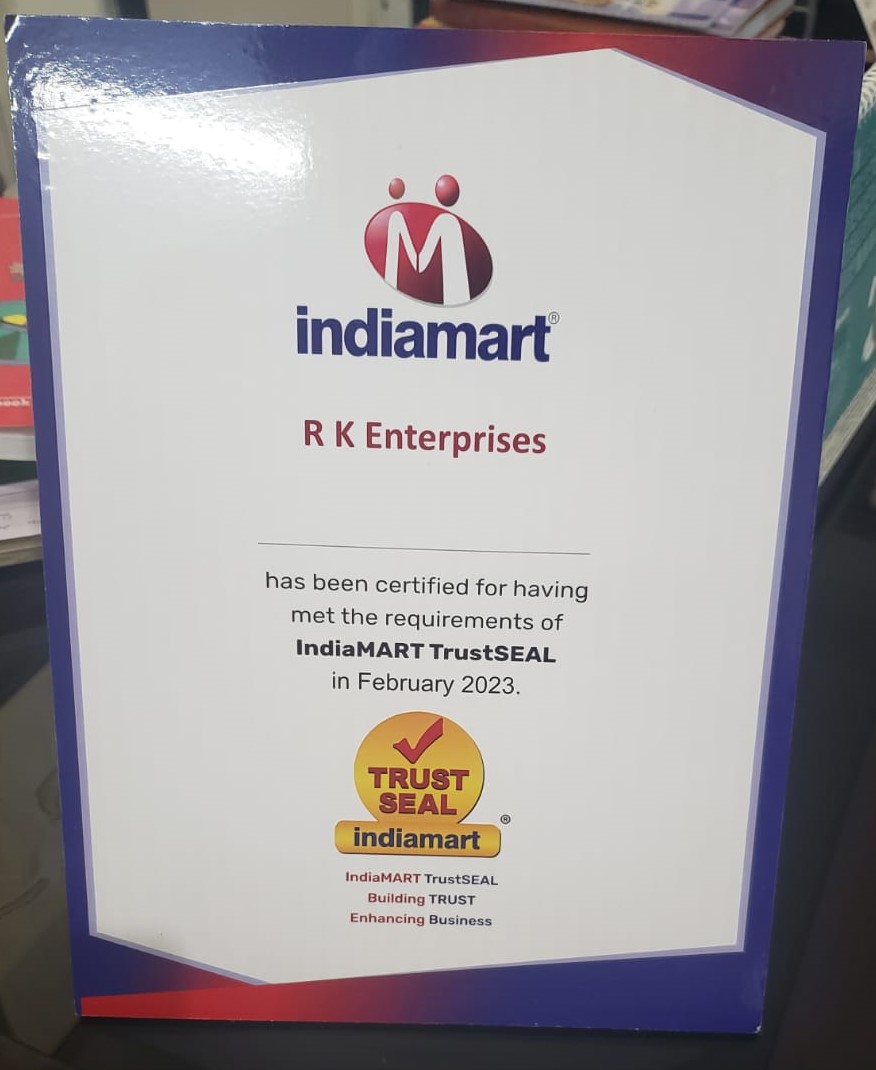 indiamart®
R K Enterprises
has been certified for having
met the requirements of
IndiaMART TrustSEAL
in February 2023.
TRUST
SEAL
indiamart ®
IndiaMART TrustSEAL
Building TRUST
Enhancing Business